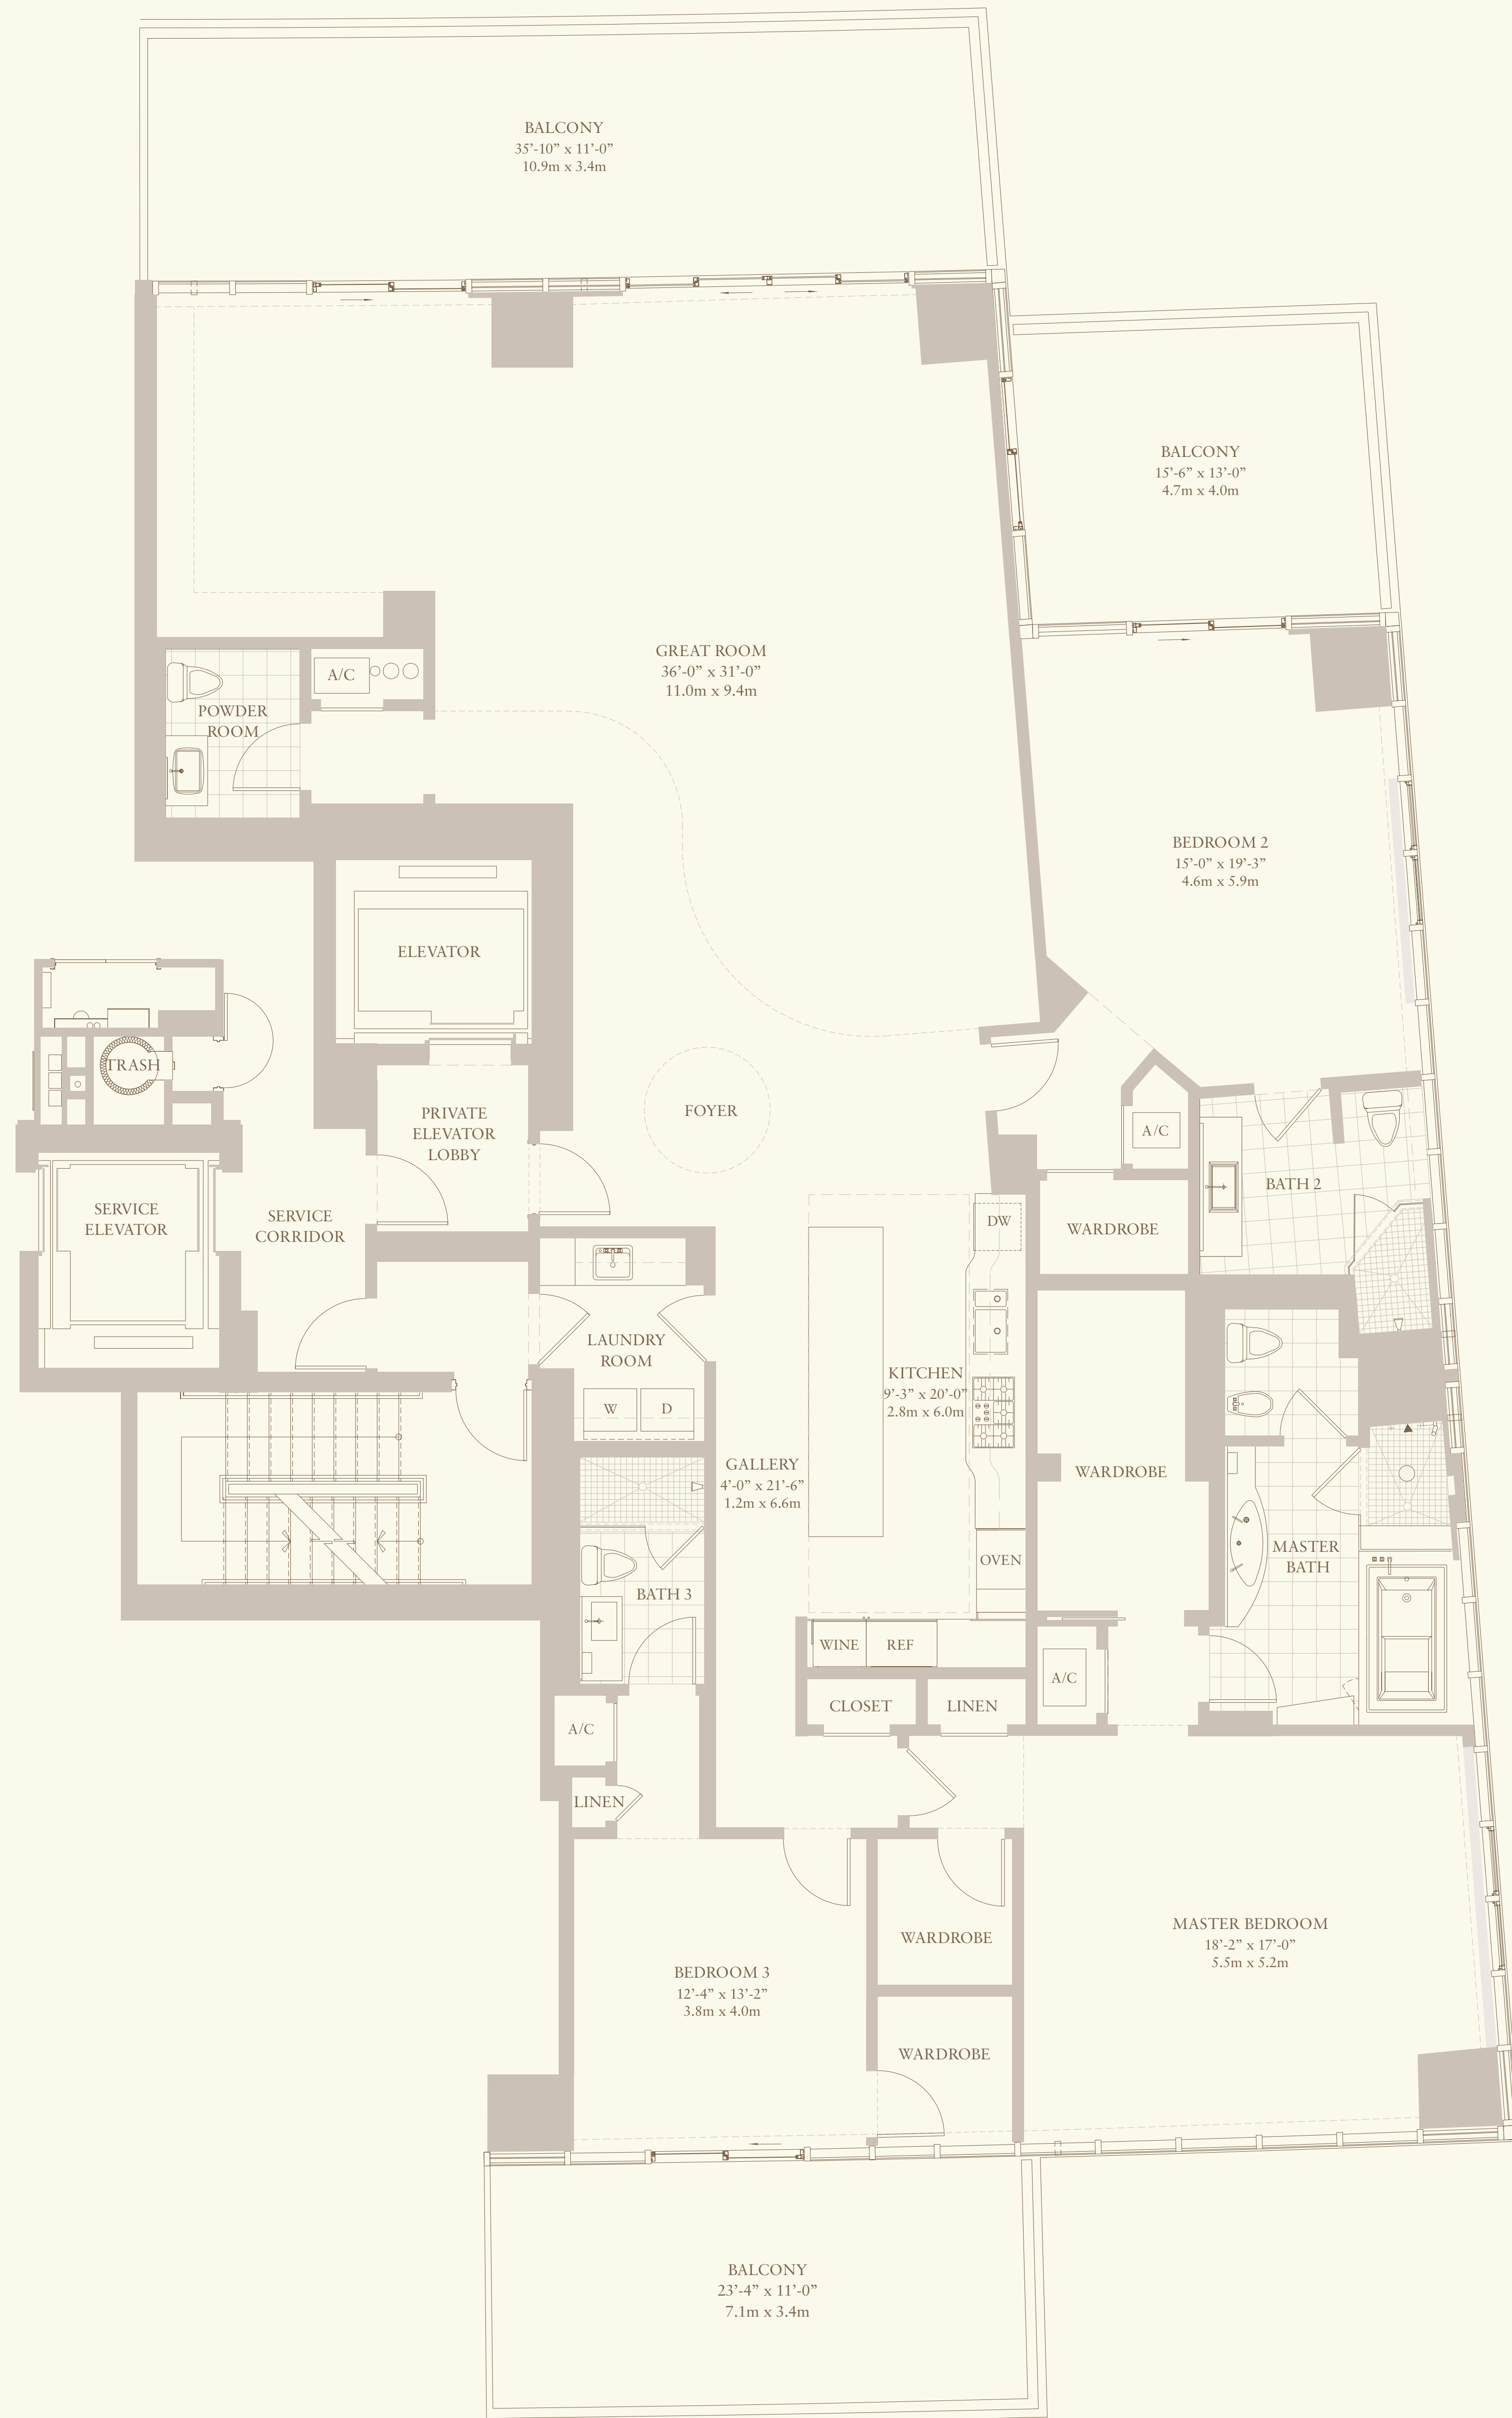 BALCONY
35’-10” x 11’-0”
10.9m x 3.4m
BALCONY
15’-6” x 13’-0”
4.7m x 4.0m
GREAT ROOM
36’-0” x 31’-0”
11.0m x 9.4m
A/C
POWDER
ROOM
BEDROOM 2
15’-0” x 19’-3”
4.6m x 5.9m
ELEVATOR
TRASH
PRIVATE
ELEVATOR
LOBBY
FOYER
A/C
BATH 2
SERVICE
ELEVATOR
SERVICE
CORRIDOR
DW
WARDROBE
LAUNDRY
ROOM
W
D
KITCHEN
9’-3” x 20’-0”
2.8m x 6.0m
GALLERY
4’-0” x 21’-6”
1.2m x 6.6m
WARDROBE
OVEN
MASTER
BATH
BATH 3
WINE
REF
A/C
CLOSET
LINEN
A/C
LINEN
MASTER BEDROOM
18’-2” x 17’-0”
5.5m x 5.2m
WARDROBE
BEDROOM 3
12’-4” x 13’-2”
3.8m x 4.0m
WARDROBE
BALCONY
23’-4” x 11’-0”
7.1m x 3.4m